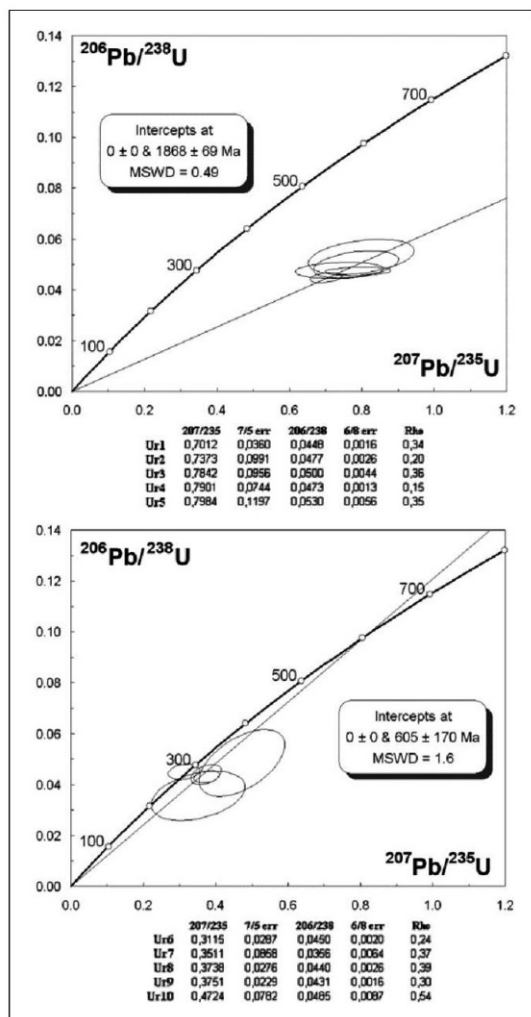 0.14
206Pb/238U
0.12
700
0.10
Intercepts at
0 ± 0 & 1868 ± 69 Ma
MSWD = 0.49
500
0.08
0.06
300
0.04
100
0.02
207Pb/235U
0.00
0.0 0.2 0.4 0.6 0.8 1.0 1.2
207/235 7/5 err 206/238 6/8 err Rho
Ur1 0,7012 0,0360 0,0448 0,0016 0,34
Ur2 0,7373 0,0991 0,0477 0,0026 0,20
Ur3 0,7842 0,0956 0,0500 0,0044 0,36
Ur4 0,7901 0,0744 0,0473 0,0013 0,15
Ur5 0,7984 0,1197 0,0530 0,0056 0,35
0.14
206Pb/238U
0.12
700
0.10
500
0.08
Intercepts at
0 ± 0 & 605 ± 170 Ma
MSWD = 1.6
0.06
300
0.04
100
0.02
207Pb/235U
0.00
0.0 0.2 0.4 0.6 0.8 1.0 1.2
207/235 7/5 err 206/238 6/8 err Rho
Ur6 0,3115 0,0287 0,0450 0,0020 0,24
Ur7 0,3511 0,0858 0,0366 0,0064 0,37
Ur8 0,3738 0,0276 0,0440 0,0026 0,39
Ur9 0,3751 0,0229 0,0431 0,0016 0,30
Ur10 0,4724 0,0782 0,0485 0,0087 0,54